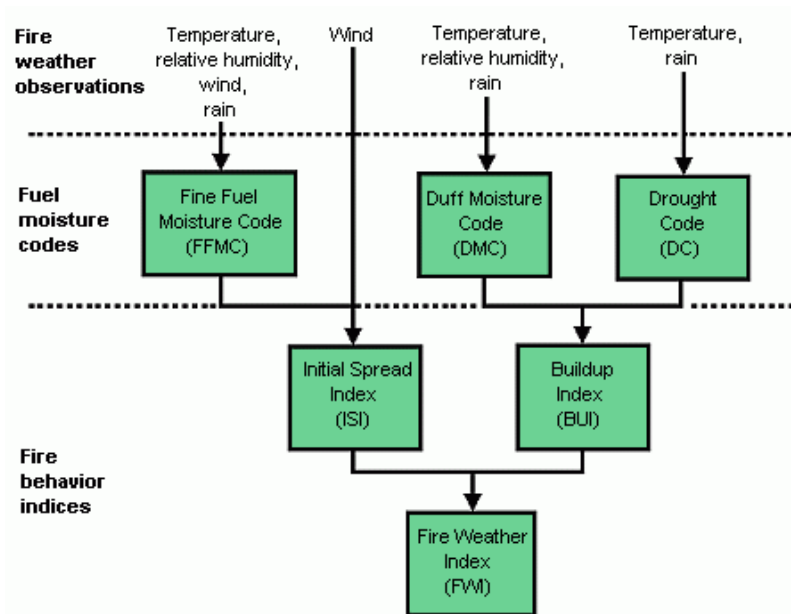 Fire
weather
observations
Temperature,
relative humidity,
wind,
rain
Wind
Temperature,
relative humidity,
rain
Temperature,
rain
Fuel
moisture
codes
Fine Fuel
Moisture Code
(FFMC)
Duff Moisture
Code
(DMC)
Drought
Code
(DC)
Fire
behavior
indices
Initial Spread
Index
(ISI)
Buildup
Index
(BUI)
Fire Weather
Index
(FWI)